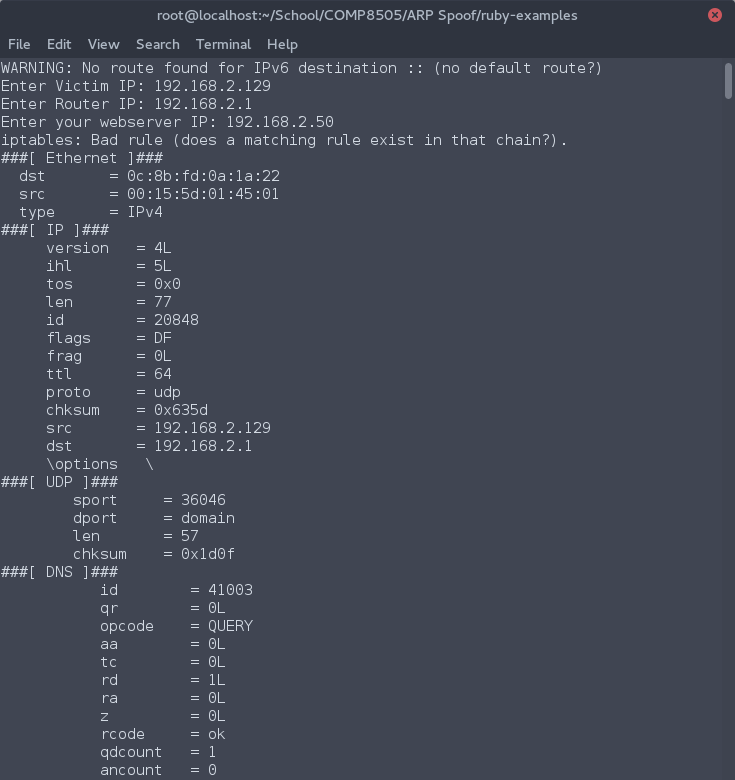 root@localhost:~/School/COMP8505/ARP Spoof/ruby-examples
File Edit View Search Terminal Help
WARNING: No route found for IPv6 destination :: (no default route?)
Enter Victim IP: 192.168.2.129
Enter Router IP: 192.168.2.1
Enter your webserver IP: 192.168.2.50
iptables: Bad rule (does a matching rule exist in that chain?).
###[ Ethernet ]###
  dst       = 0c:8b:fd:0a:1a:22
  src       = 00:15:5d:01:45:01
  type      = IPv4
###[ IP ]###
     version   = 4L
     ihl       = 5L
     tos       = 0x0
     len       = 77
     id        = 20848
     flags     = DF
     frag      = 0L
     ttl       = 64
     proto     = udp
     chksum    = 0x635d
     src       = 192.168.2.129
     dst       = 192.168.2.1
     \options   \
###[ UDP ]###
        sport     = 36046
        dport     = domain
        len       = 57
        chksum    = 0x1d0f
###[ DNS ]###
           id        = 41003
           qr        = 0L
           opcode    = QUERY
           aa        = 0L
           tc        = 0L
           rd        = 1L
           ra        = 0L
           z         = 0L
           rcode     = ok
           qdcount   = 1
           ancount   = 0